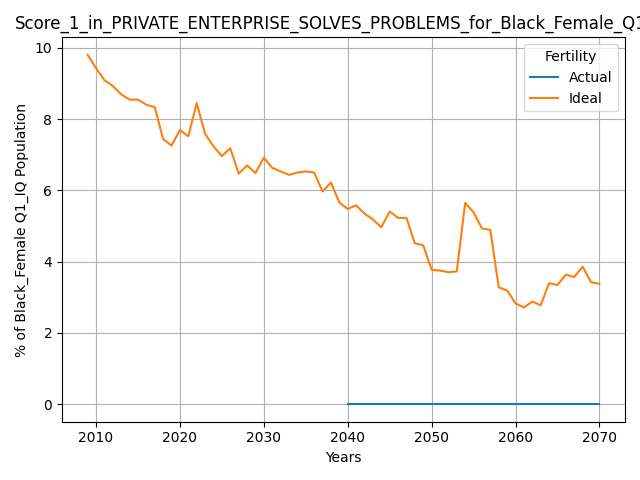 Score_1_in_PRIVATE_ENTERPRISE_SOLVES_PROBLEMS_for_Black_Female_Q1
Fertility
Actual
Ideal
% of Black_Female Q1_IQ Population
10
8
6
4
2
0
2010 2020 2030 2040 2050 2060 2070
Years